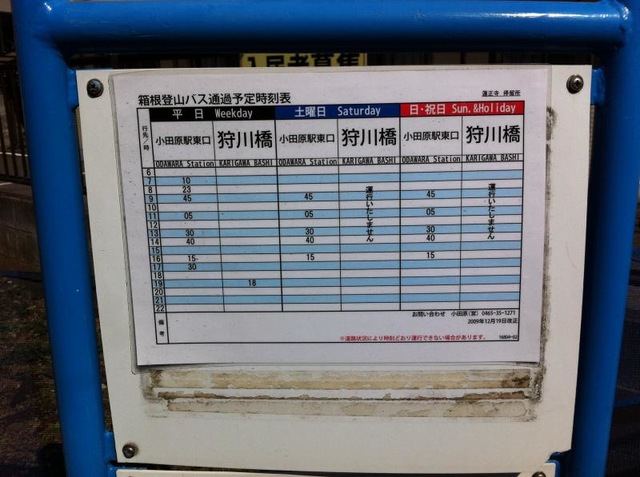 入居者募集
箱根登山バス通過予定時刻表 蓮正寺 停留所
行先/時 平日 Weekday 土曜日 Saturday 日・祝日 Sun.&Holiday
小田原駅東口 狩川橋 小田原駅東口 狩川橋 小田原駅東口 狩川橋
ODAWARA Station KARIGAWA BASHI ODAWARA Station KARIGAWA BASHI ODAWARA Station KARIGAWA BASHI
6
7 10
8 23
9 45 45 45
10
11 05 05 05
12
13 30 30 30
14 40 40 40
15
16 15 15 15
17 30
18
19 18
20
21
22
運行いたしません
運行いたしません
備考
お問い合わせ 小田原(営) 0465-35-1271
2009年12月19日改正
※道路状況により時刻どおり運行できない場合があります。